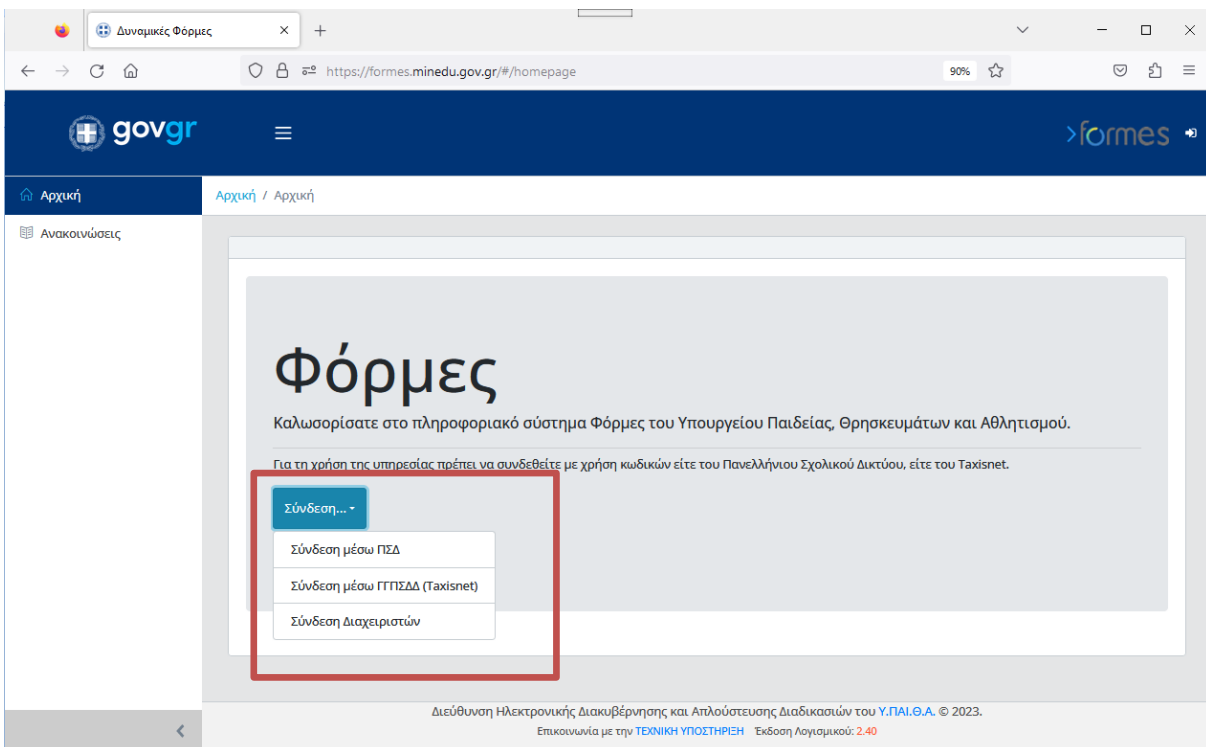 Δυναμικές Φόρμες
https://formes.minedu.gov.gr/#/homepage
90%
govgr
formes
Αρχική
Ανακοινώσεις
Αρχική / Αρχική
Φόρμες
Καλωσορίσατε στο πληροφοριακό σύστημα Φόρμες του Υπουργείου Παιδείας, Θρησκευμάτων και Αθλητισμού.
Για τη χρήση της υπηρεσίας πρέπει να συνδεθείτε με χρήση κωδικών είτε του Πανελλήνιου Σχολικού Δικτύου, είτε του Taxisnet.
Σύνδεση...
Σύνδεση μέσω ΠΣΔ
Σύνδεση μέσω ΓΓΠΣΔΔ (Taxisnet)
Σύνδεση Διαχειριστών
Διεύθυνση Ηλεκτρονικής Διακυβέρνησης και Απλούστευσης Διαδικασιών του Υ.ΠΑΙ.Θ.Α. © 2023.
Επικοινωνία με την ΤΕΧΝΙΚΗ ΥΠΟΣΤΗΡΙΞΗ Έκδοση Λογισμικού: 2.40